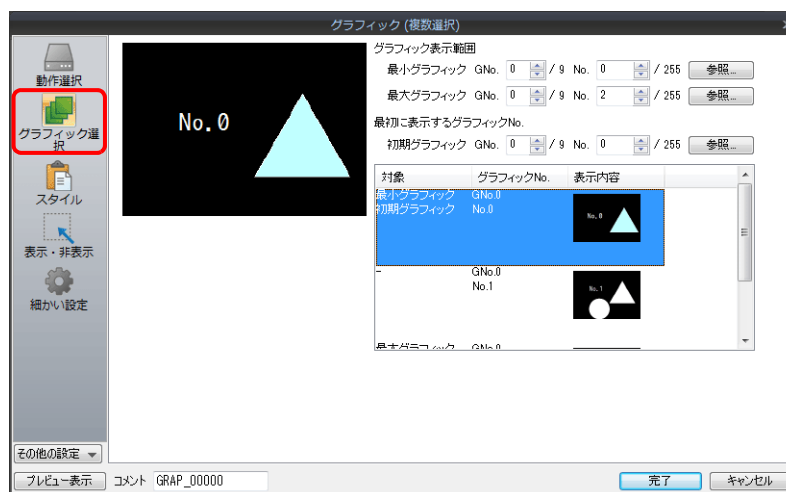 グラフィック (複数選択)
動作選択
グラフィック選
択
スタイル
表示・非表示
細かい設定
その他の設定
No.0
グラフィック表示範囲
最小グラフィック GNo. 0 / 9 No. 0 / 255 参照...
最大グラフィック GNo. 0 / 9 No. 2 / 255 参照...
最初に表示するグラフィックNo.
初期グラフィック GNo. 0 / 9 No. 0 / 255 参照...
対象 グラフィックNo. 表示内容
最小グラフィック GNo.0
初期グラフィック No.0
No.0
- GNo.0
No.1
No.1
最大グラフィック GNo.0
プレビュー表示 コメント GRAP_00000 完了 キャンセル